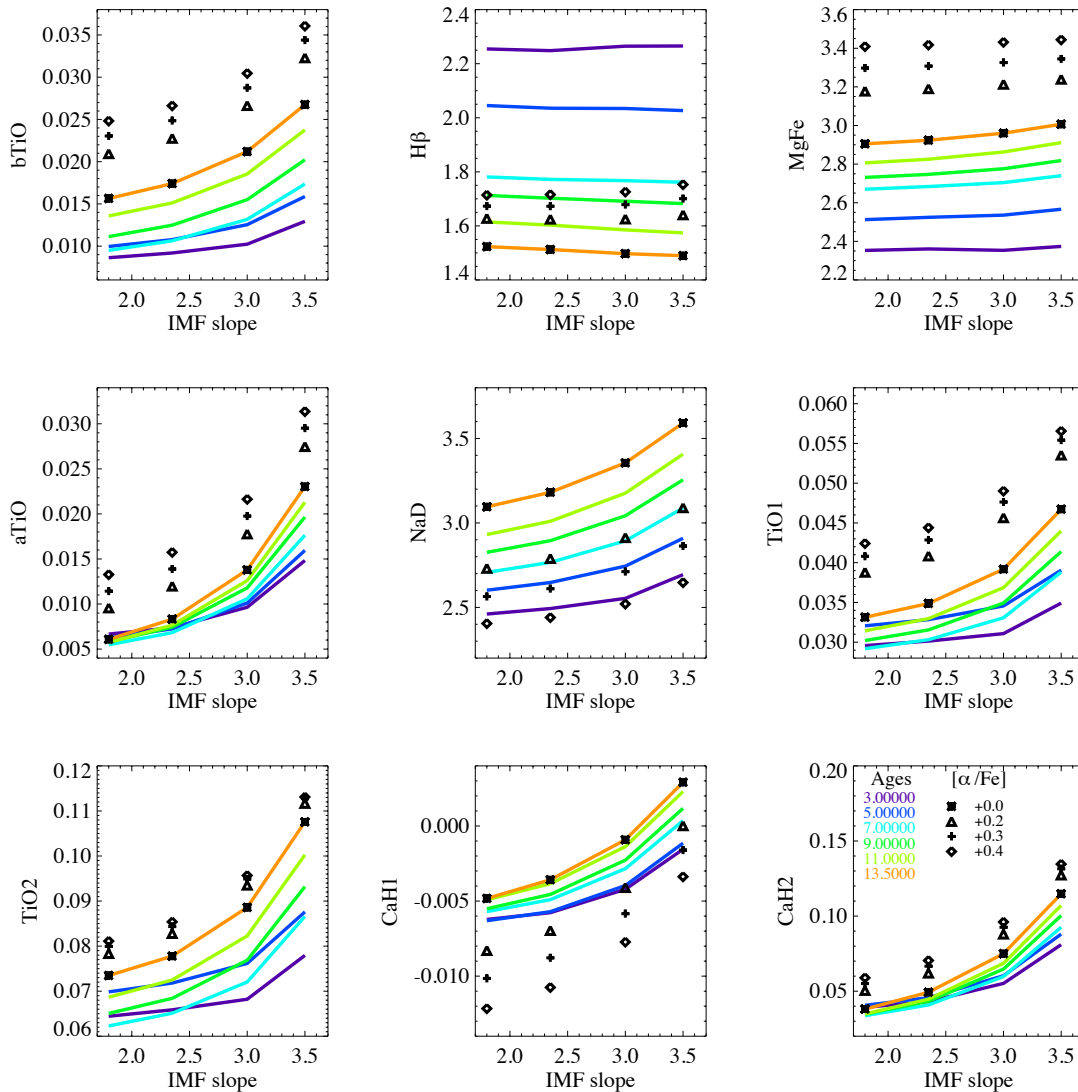 0.035
0.030
0.025
0.020
0.015
0.010
bTiO
2.0 2.5 3.0 3.5
IMF slope
2.4
2.2
2.0
1.8
1.6
1.4
Hβ
2.0 2.5 3.0 3.5
IMF slope
3.6
3.4
3.2
3.0
2.8
2.6
2.4
2.2
MgFe
2.0 2.5 3.0 3.5
IMF slope
0.030
0.025
0.020
0.015
0.010
0.005
aTiO
2.0 2.5 3.0 3.5
IMF slope
3.5
3.0
2.5
NaD
2.0 2.5 3.0 3.5
IMF slope
0.060
0.055
0.050
0.045
0.040
0.035
0.030
TiO1
2.0 2.5 3.0 3.5
IMF slope
0.12
0.11
0.10
0.09
0.08
0.07
0.06
TiO2
2.0 2.5 3.0 3.5
IMF slope
0.000
-0.005
-0.010
CaH1
2.0 2.5 3.0 3.5
IMF slope
0.20
0.15
0.10
0.05
CaH2
Ages [α/Fe]
3.00000 +0.0
5.00000 +0.2
7.00000 +0.3
9.00000 +0.4
11.0000
13.5000
2.0 2.5 3.0 3.5
IMF slope